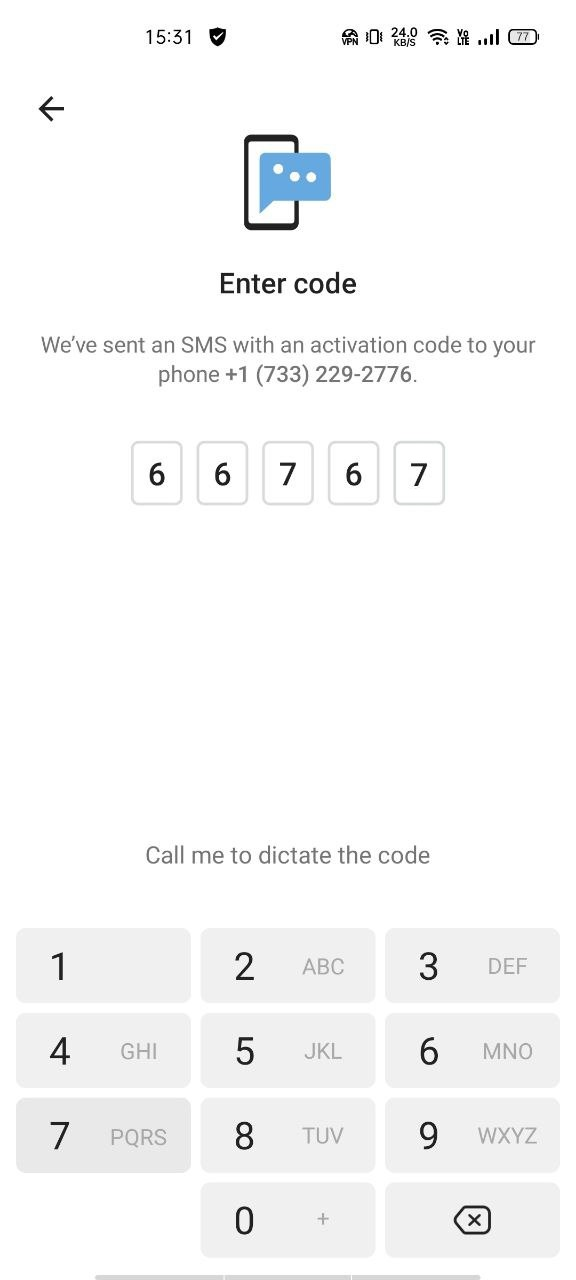 15:31 VPN 24.0 KB/S Vo LTE 77
Enter code
We've sent an SMS with an activation code to your
phone +1 (733) 229-2776.
6 6 7 6 7
Call me to dictate the code
1 2 ABC 3 DEF
4 GHI 5 JKL 6 MNO
7 PQRS 8 TUV 9 WXYZ
0 +